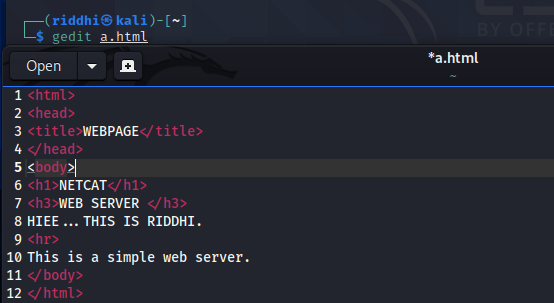 ┌──(riddhi㉿kali)-[~]
└─$ gedit a.html
BY OFFE
Open
*a.html
~
1 <html>
2 <head>
3 <title>WEBPAGE</title>
4 </head>
5 <body>
6 <h1>NETCAT</h1>
7 <h3>WEB SERVER </h3>
8 HIEE...THIS IS RIDDHI.
9 <hr>
10 This is a simple web server.
11 </body>
12 </html>